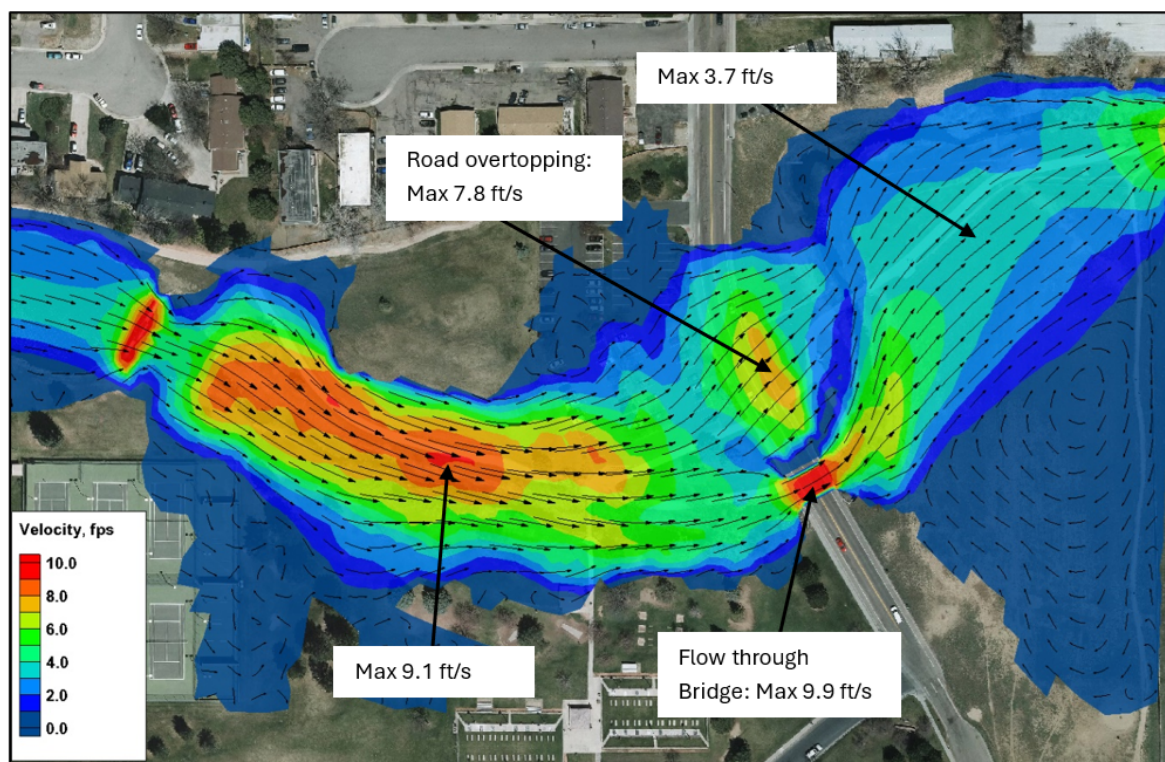 Max 3.7 ft/s
Road overtopping:
Max 7.8 ft/s
Velocity, fps
10.0
8.0
6.0
4.0
2.0
0.0
Max 9.1 ft/s
Flow through
Bridge: Max 9.9 ft/s